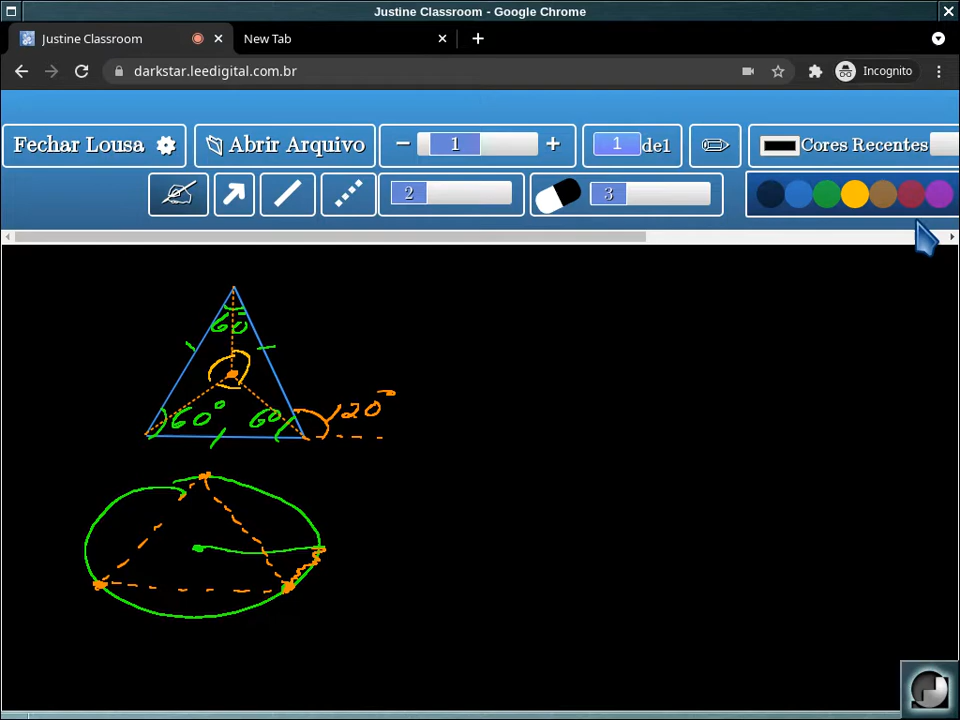 Justine Classroom - Google Chrome
Justine Classroom
New Tab
darkstar.leedigital.com.br
Incognito
Fechar Lousa
Abrir Arquivo
− 1 +
1 de1
Cores Recentes
2
3
60°
60°
60
120°